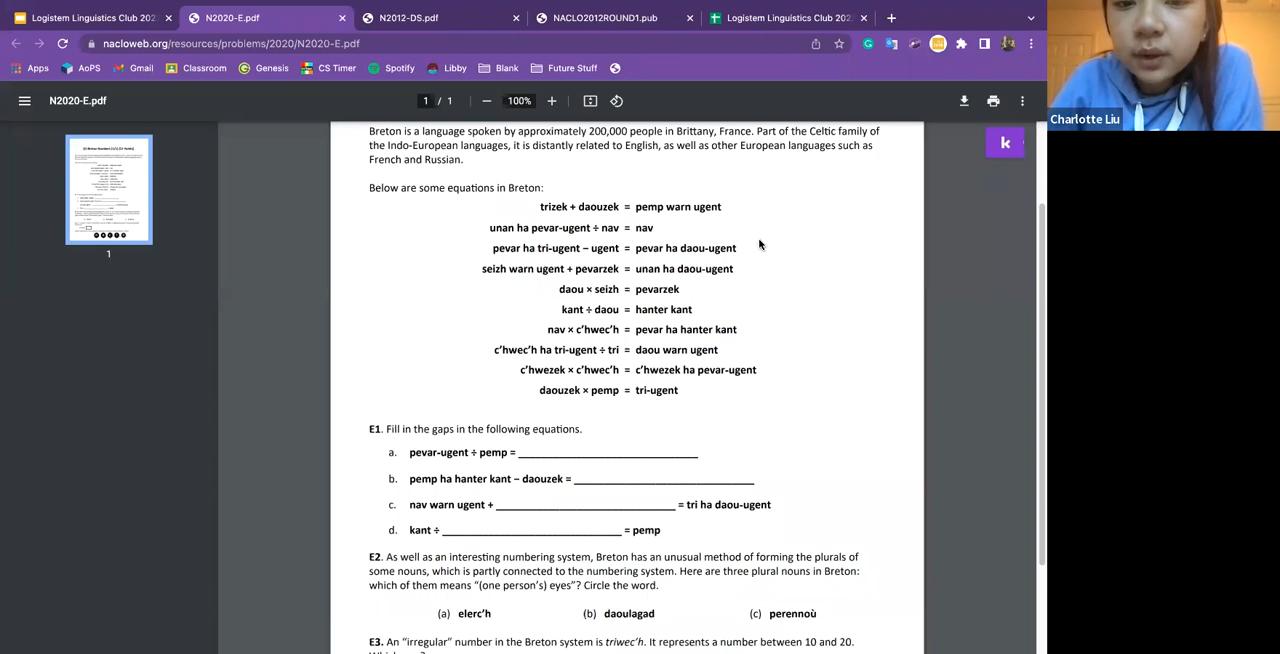 Logistem Linguistics Club 202
N2020-E.pdf
N2012-DS.pdf
NACLO2012ROUND1.pub
Logistem Linguistics Club 202
nacloweb.org/resources/problems/2020/N2020-E.pdf
Apps
AoPS
Gmail
Classroom
Genesis
CS Timer
Spotify
Libby
Blank
Future Stuff
N2020-E.pdf
1 / 1
100%
Charlotte Liu
k
1
Breton is a language spoken by approximately 200,000 people in Brittany, France. Part of the Celtic family of
the Indo-European languages, it is distantly related to English, as well as other European languages such as
French and Russian.
Below are some equations in Breton:
trizek + daouzek = pemp warn ugent
unan ha pevar-ugent ÷ nav = nav
pevar ha tri-ugent – ugent = pevar ha daou-ugent
seizh warn ugent + pevarzek = unan ha daou-ugent
daou × seizh = pevarzek
kant ÷ daou = hanter kant
nav × c'hwec'h = pevar ha hanter kant
c'hwec'h ha tri-ugent ÷ tri = daou warn ugent
c'hwezek × c'hwec'h = c'hwezek ha pevar-ugent
daouzek × pemp = tri-ugent
E1. Fill in the gaps in the following equations.
a. pevar-ugent ÷ pemp =
b. pemp ha hanter kant – daouzek =
c. nav warn ugent + = tri ha daou-ugent
d. kant ÷ = pemp
E2. As well as an interesting numbering system, Breton has an unusual method of forming the plurals of
some nouns, which is partly connected to the numbering system. Here are three plural nouns in Breton:
which of them means "(one person's) eyes"? Circle the word.
(a) elerc'h (b) daoulagad (c) perennoù
E3. An "irregular" number in the Breton system is triwec'h. It represents a number between 10 and 20.